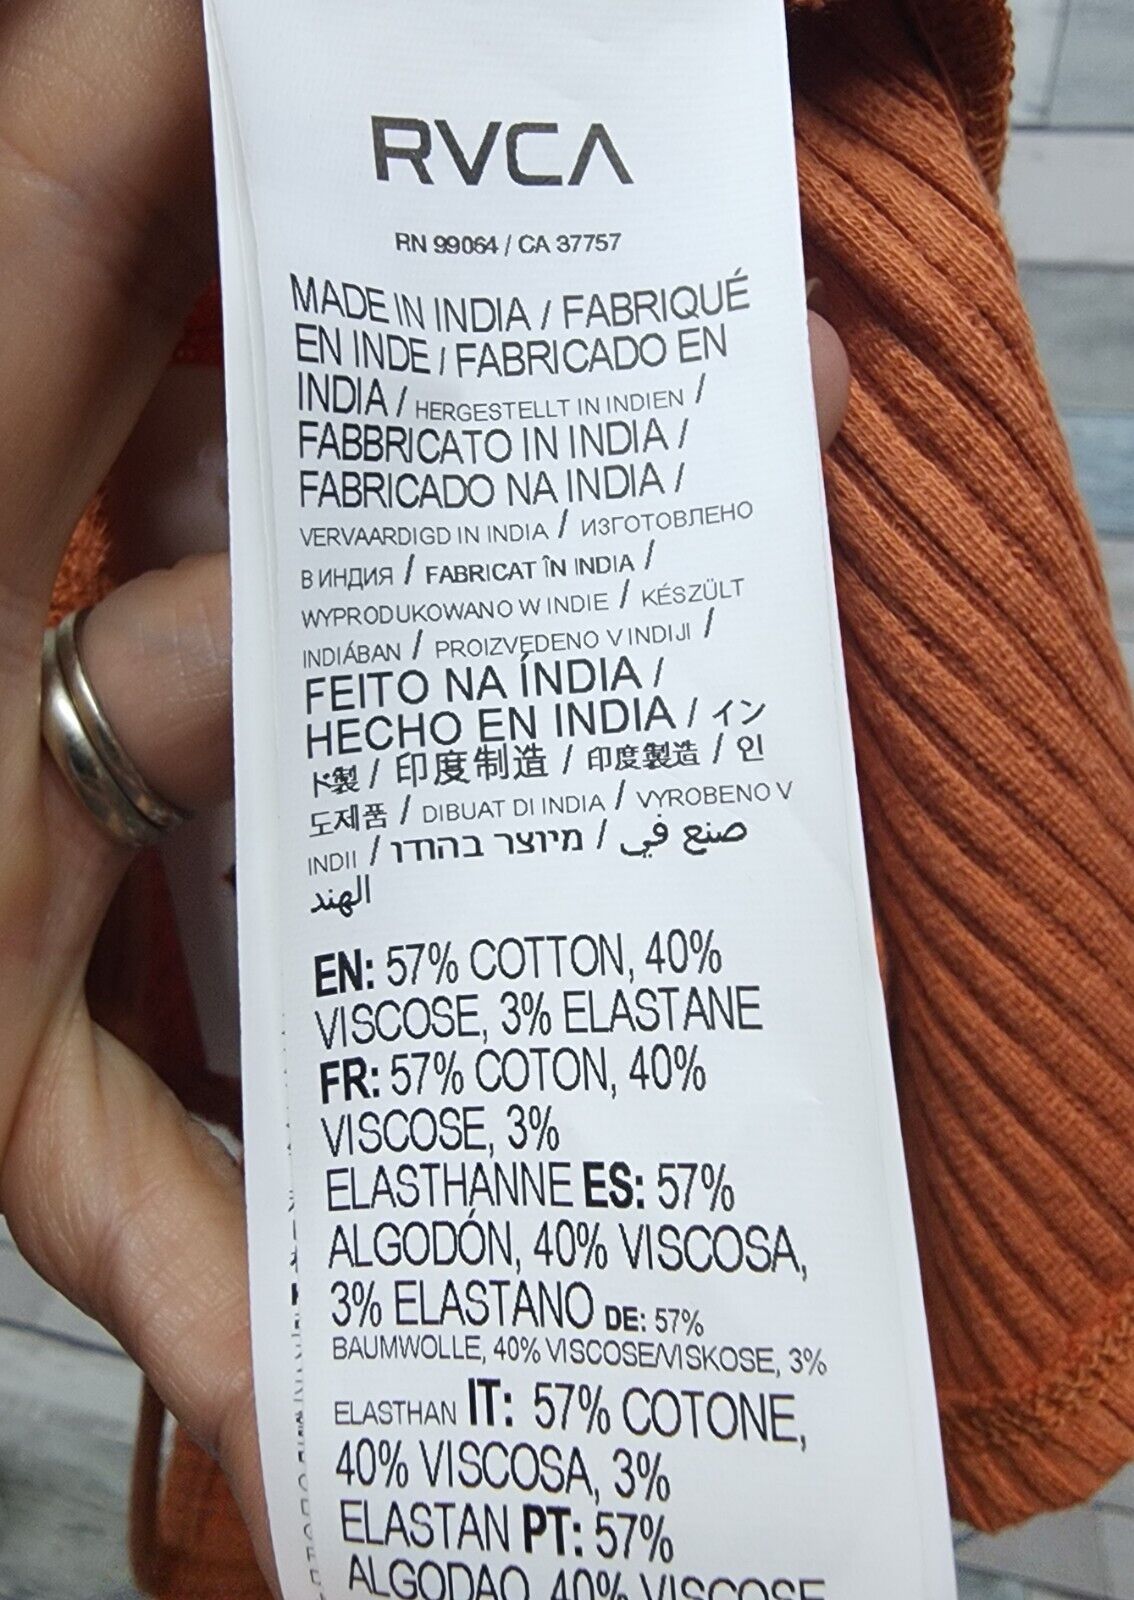 RVCA
RN 99064 / CA 37757
MADE IN INDIA / FABRIQUÉ
EN INDE / FABRICADO EN
INDIA / HERGESTELLT IN INDIEN /
FABBRICATO IN INDIA /
FABRICADO NA INDIA /
VERVAARDIGD IN INDIA / ИЗГОТОВЛЕНО
В ИНДИЯ / FABRICAT ÎN INDIA /
WYPRODUKOWANO W INDIE / KÉSZÜLT
INDIÁBAN / PROIZVEDENO V INDIJI /
FEITO NA ÍNDIA /
HECHO EN INDIA / イン
ド製 / 印度制造 / 印度製造 / 인
도제품 / DIBUAT DI INDIA / VYROBENO V
INDII / מיוצר בהודו / صنع في
الهند
EN: 57% COTTON, 40%
VISCOSE, 3% ELASTANE
FR: 57% COTON, 40%
VISCOSE, 3%
ELASTHANNE ES: 57%
ALGODÓN, 40% VISCOSA,
3% ELASTANO DE: 57%
BAUMWOLLE, 40% VISCOSE/VISKOSE, 3%
ELASTHAN IT: 57% COTONE,
40% VISCOSA, 3%
ELASTAN PT: 57%
ALGODAO, 40% VISCOSE